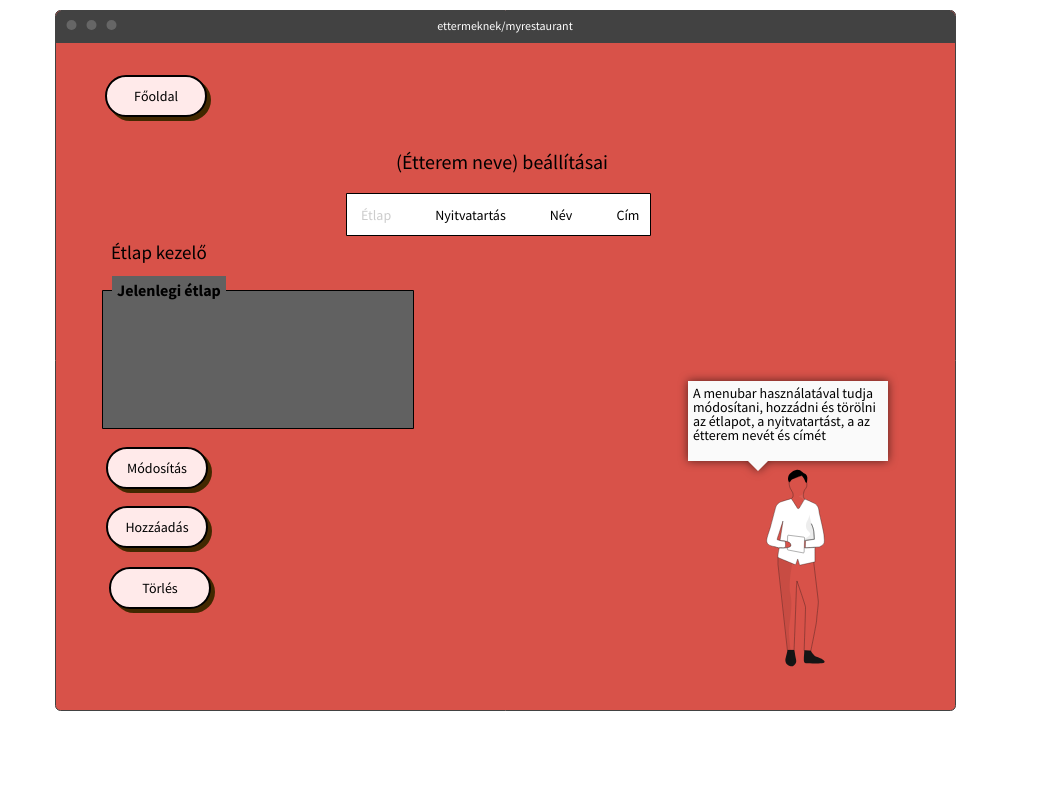 ettermeknek/myrestaurant
Főoldal
(Étterem neve) beállításai
Étlap Nyitvatartás Név Cím
Étlap kezelő
Jelenlegi étlap
A menubar használatával tudja
módosítani, hozzádni és törölni
az étlapot, a nyitvatartást, a az
étterem nevét és címét
Módosítás
Hozzáadás
Törlés